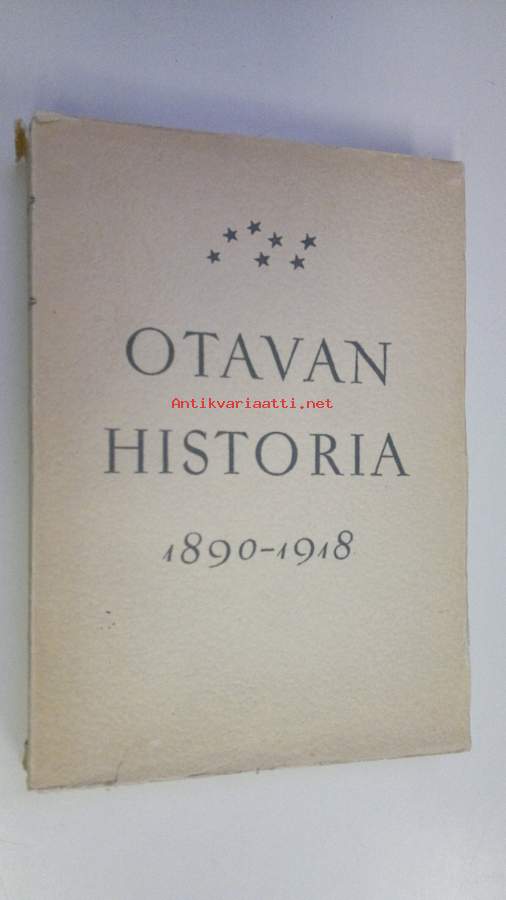 OTAVAN
Antikvariaatti.net
HISTORIA
1890-1918